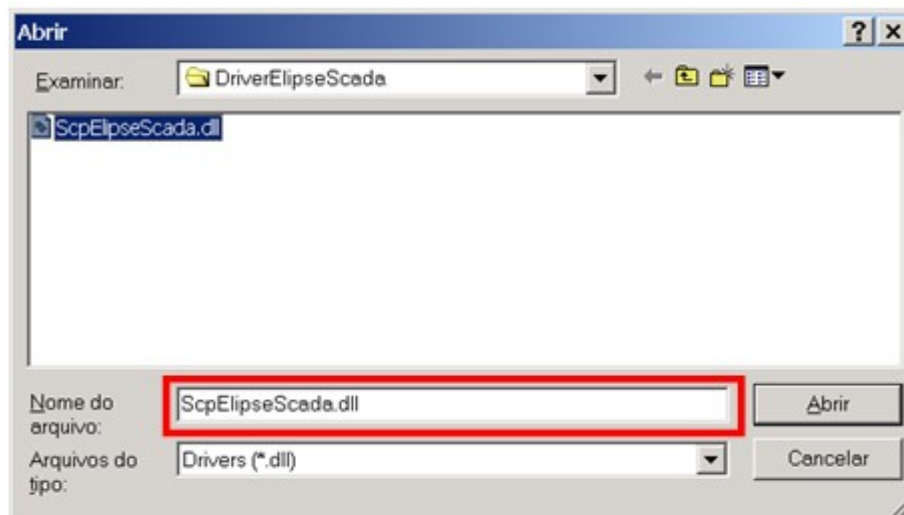 Abrir
Examinar:
DriverElipseScada
ScpElipseScada.dll
Nome do
arquivo:
ScpElipseScada.dll
Abrir
Arquivos do
tipo:
Drivers (*.dll)
Cancelar